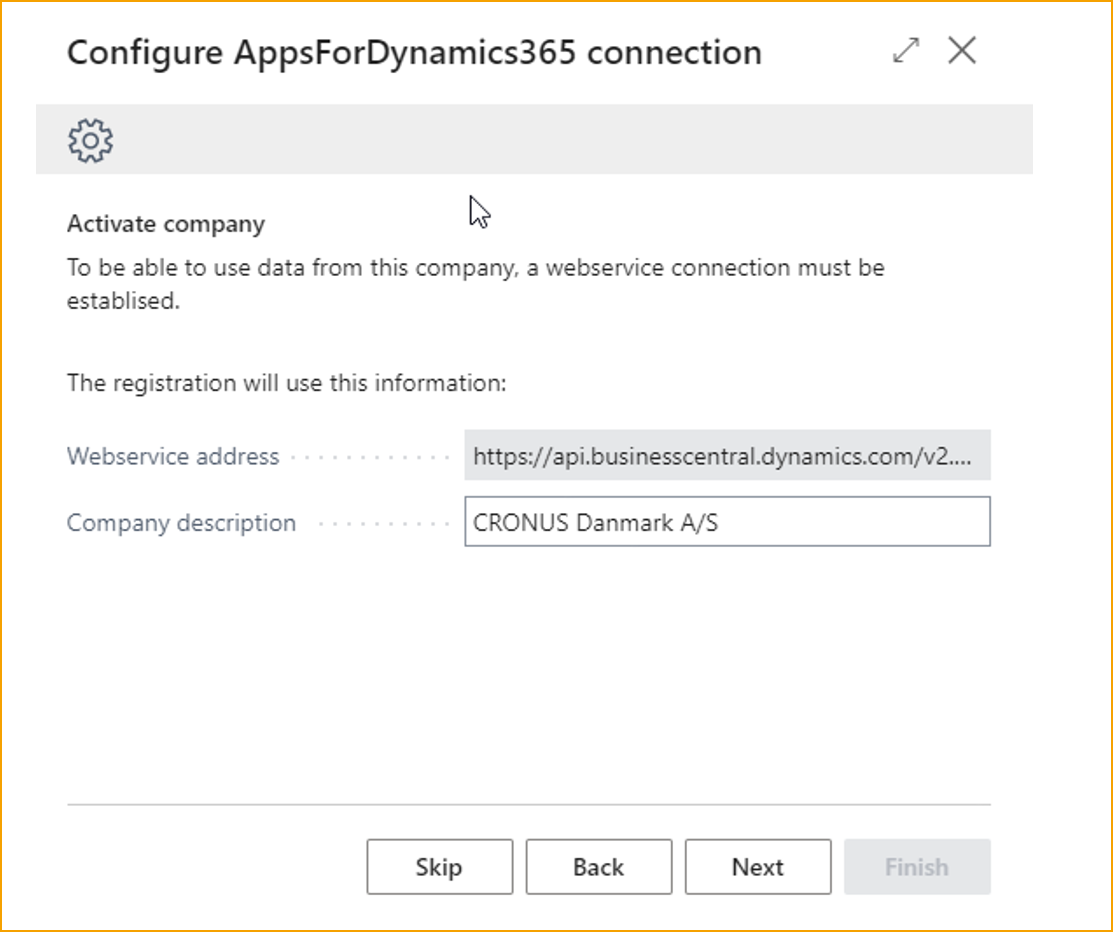 Configure AppsForDynamics365 connection
Activate company
To be able to use data from this company, a webservice connection must be
establised.
The registration will use this information:
Webservice address https://api.businesscentral.dynamics.com/v2....
Company description CRONUS Danmark A/S
Skip Back Next Finish